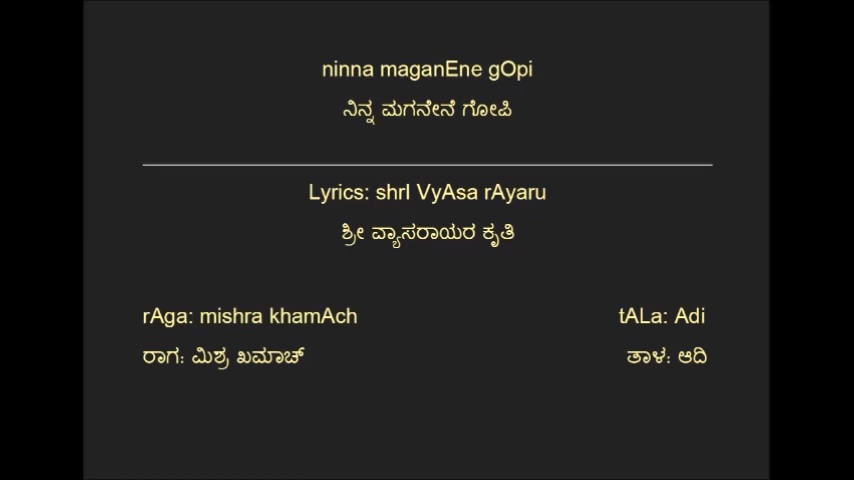 ninna maganEne gOpi
ನಿನ್ನ ಮಗನೇನೆ ಗೋಪಿ
Lyrics: shrI VyAsa rAyaru
ಶ್ರೀ ವ್ಯಾಸರಾಯರ ಕೃತಿ
rAga: mishra khamAch tALa: Adi
ರಾಗ: ಮಿಶ್ರ ಖಮಾಚ್ ತಾಳ: ಆದಿ